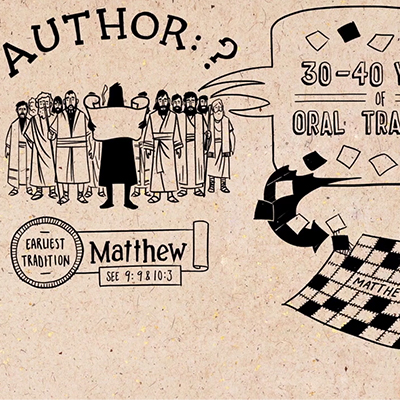 AUTHOR: ?
30-40 Y
OF
ORAL TRA
EARLIEST
TRADITION
Matthew
SEE 9:9 & 10:3
MATTHE